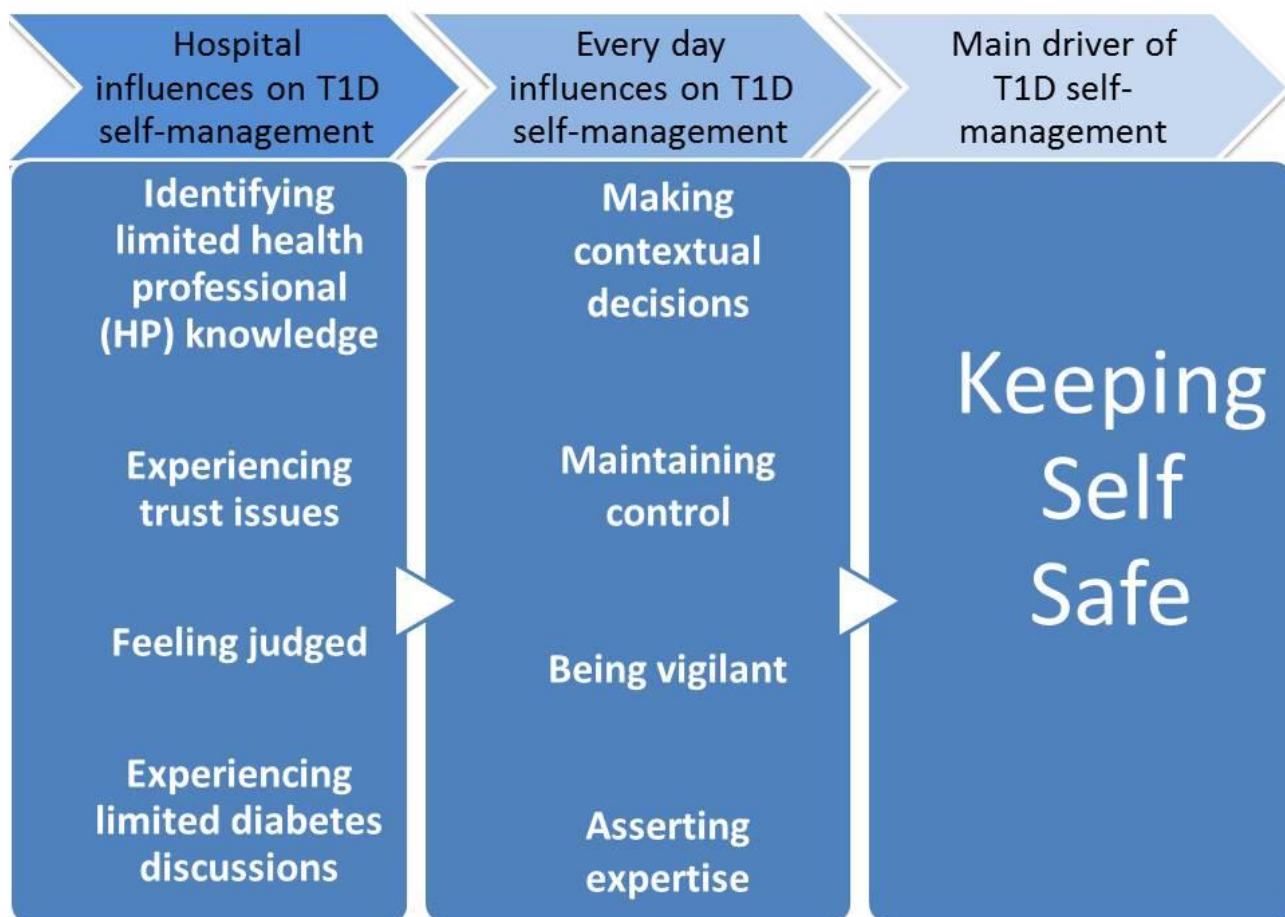 Hospital
influences on T1D
self-management
Every day
influences on T1D
self-management
Main driver of
T1D self-
management
Identifying
limited health
professional
(HP) knowledge
Experiencing
trust issues
Feeling judged
Experiencing
limited diabetes
discussions
Making
contextual
decisions
Maintaining
control
Being vigilant
Asserting
expertise
Keeping
Self
Safe